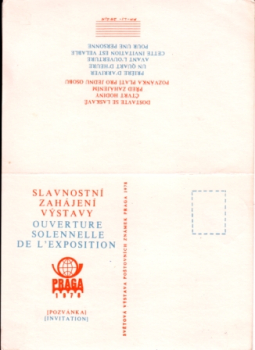 DOSTAVTE SE LASKAVĚ
ČTVRT HODINY
PŘED ZAHÁJENÍM
POZVÁNKA PLATÍ PRO JEDNU OSOBU
PRIÈRE D'ARRIVER
UN QUART D'HEURE
AVANT L'OUVERTURE
CETTE INVITATION EST VALABLE
POUR UNE PERSONNE
SLAVNOSTNÍ
ZAHÁJENÍ
VÝSTAVY
OUVERTURE
SOLENNELLE
DE L'EXPOSITION
PRAGA
1978
[POZVÁNKA]
[INVITATION]
SVĚTOVÁ VÝSTAVA POŠTOVNÍCH ZNÁMEK PRAGA 1978